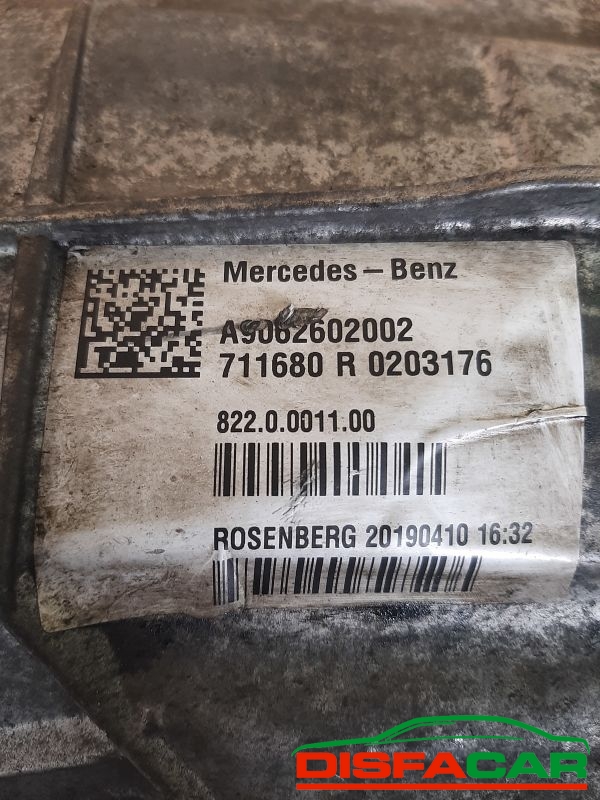 Mercedes – Benz
A9062602002
711680 R 0203176
822.0.0011.00
ROSENBERG 20190410 16:32
DISFACAR